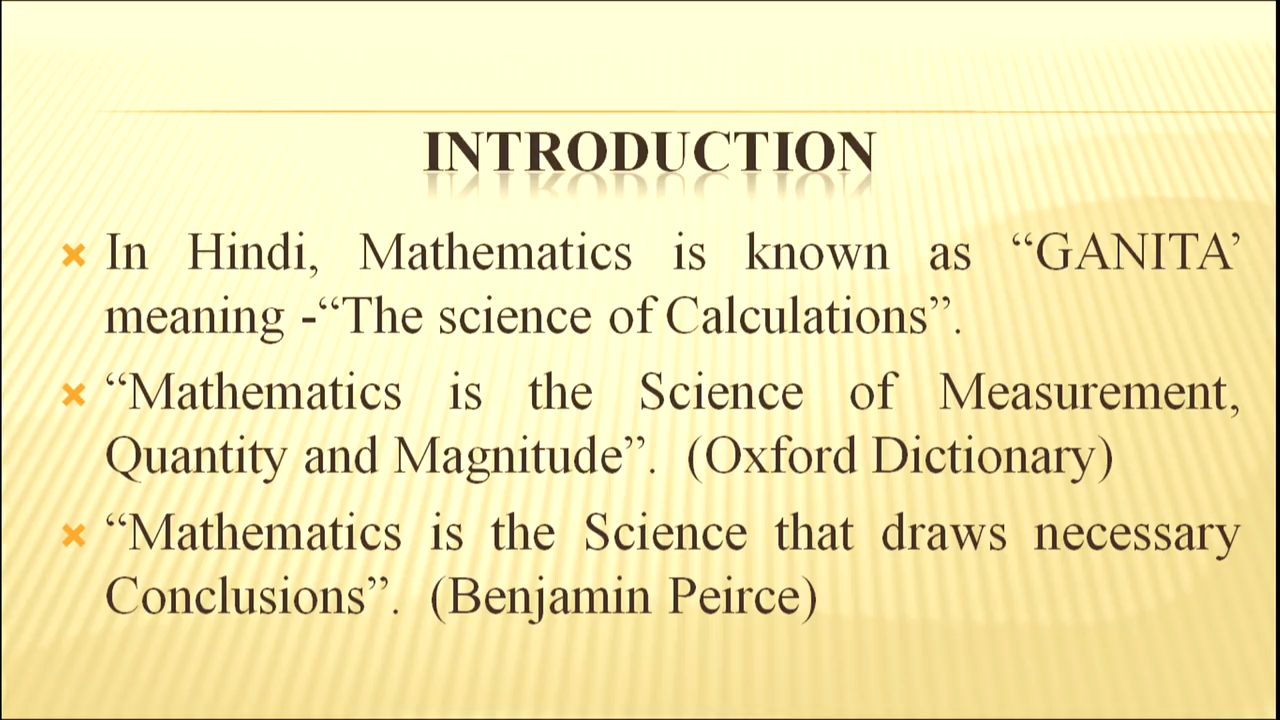 INTRODUCTION
In Hindi, Mathematics is known as “GANITA’
meaning -“The science of Calculations”.
“Mathematics is the Science of Measurement,
Quantity and Magnitude”. (Oxford Dictionary)
“Mathematics is the Science that draws necessary
Conclusions”. (Benjamin Peirce)